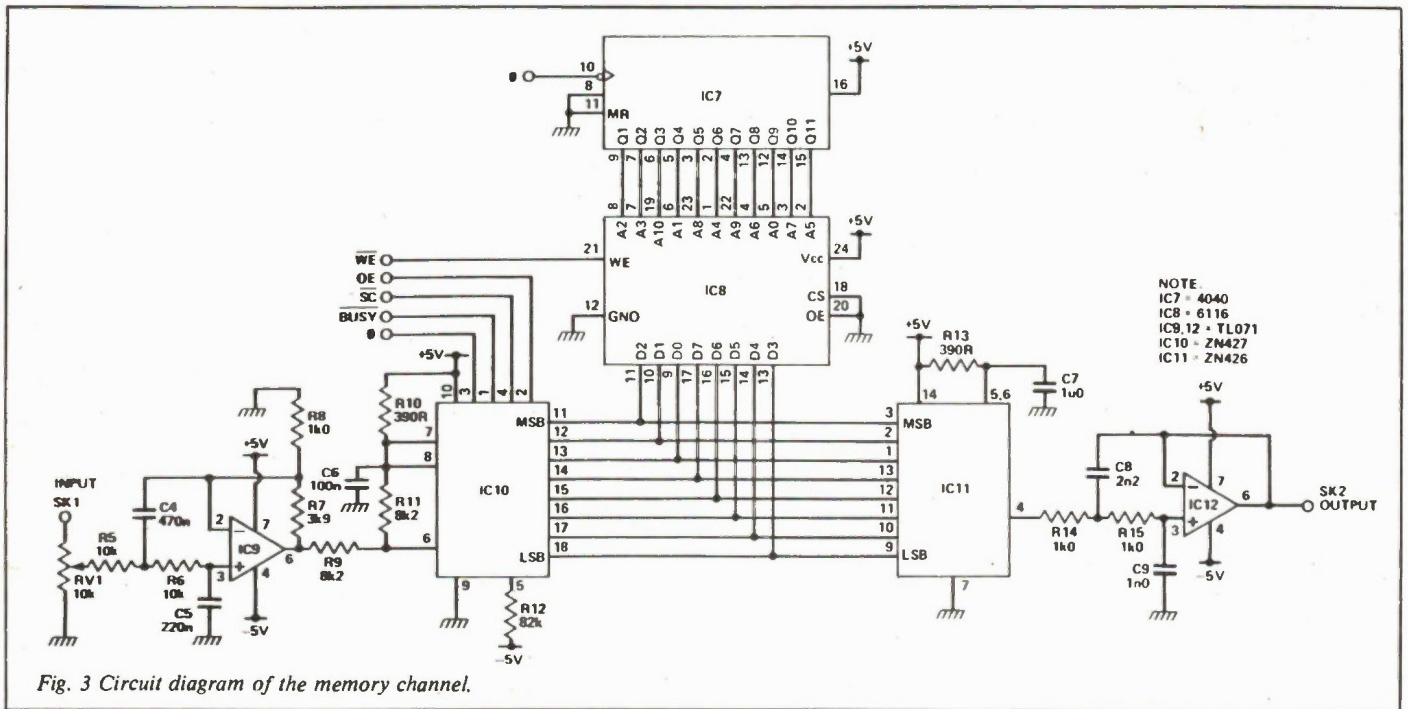 +5V
ø
10
8
11
MR
IC7
16
Q1
Q2
Q3
Q4
Q5
Q6
Q7
Q8
Q9
Q10
Q11
9
7
6
5
3
2
4
13
12
14
15
8
7
19
6
23
1
22
4
5
3
2
A2
A3
A10
A1
A8
A4
A9
A6
A0
A7
A5
+5V
WE
OE
SC
BUSY
ø
21
WE
24
Vcc
IC8
12
GND
CS
18
OE
20
D2
D1
D0
D7
D6
D5
D4
D3
11
10
9
17
16
15
14
13
NOTE.
IC7 = 4040
IC8 = 6116
IC9,12 = TL071
IC10 = ZN427
IC11 = ZN426
+5V
R13
390R
C7
1u0
14
5,6
+5V
10
3
1
4
2
R10
390R
7
8
C6
100n
R11
8k2
6
IC10
MSB
11
12
13
14
15
16
17
LSB
18
9
5
R12
82k
-5V
3
MSB
2
1
13
12
11
10
9
LSB
IC11
4
7
R8
1k0
+5V
INPUT
SK1
RV1
10k
R5
10k
C4
470n
R6
10k
C5
220n
2
3
IC9
7
6
4
-5V
R7
3k9
R9
8k2
R14
1k0
C8
2n2
R15
1k0
C9
1n0
+5V
2
3
IC12
7
6
4
-5V
SK2
OUTPUT
Fig. 3 Circuit diagram of the memory channel.